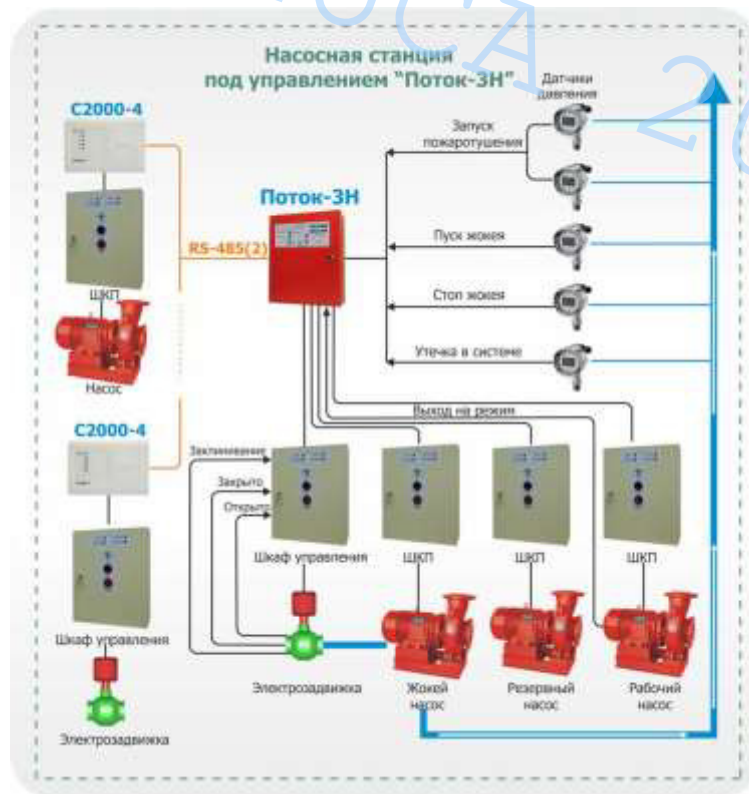 Насосная станция
под управлением "Поток-3Н"
Датчики
давления
С2000-4
Запуск
пожаротушения
Поток-3Н
RS-485(2)
Пуск жокея
ШКП
Стоп жокея
Насос
Утечка в системе
Выход на режим
С2000-4
Заклинивание
Закрыто
Открыто
Шкаф управления
ШКП
ШКП
ШКП
Шкаф управления
Электрозадвижка
Жокей
насос
Резервный
насос
Рабочий
насос
Электрозадвижка